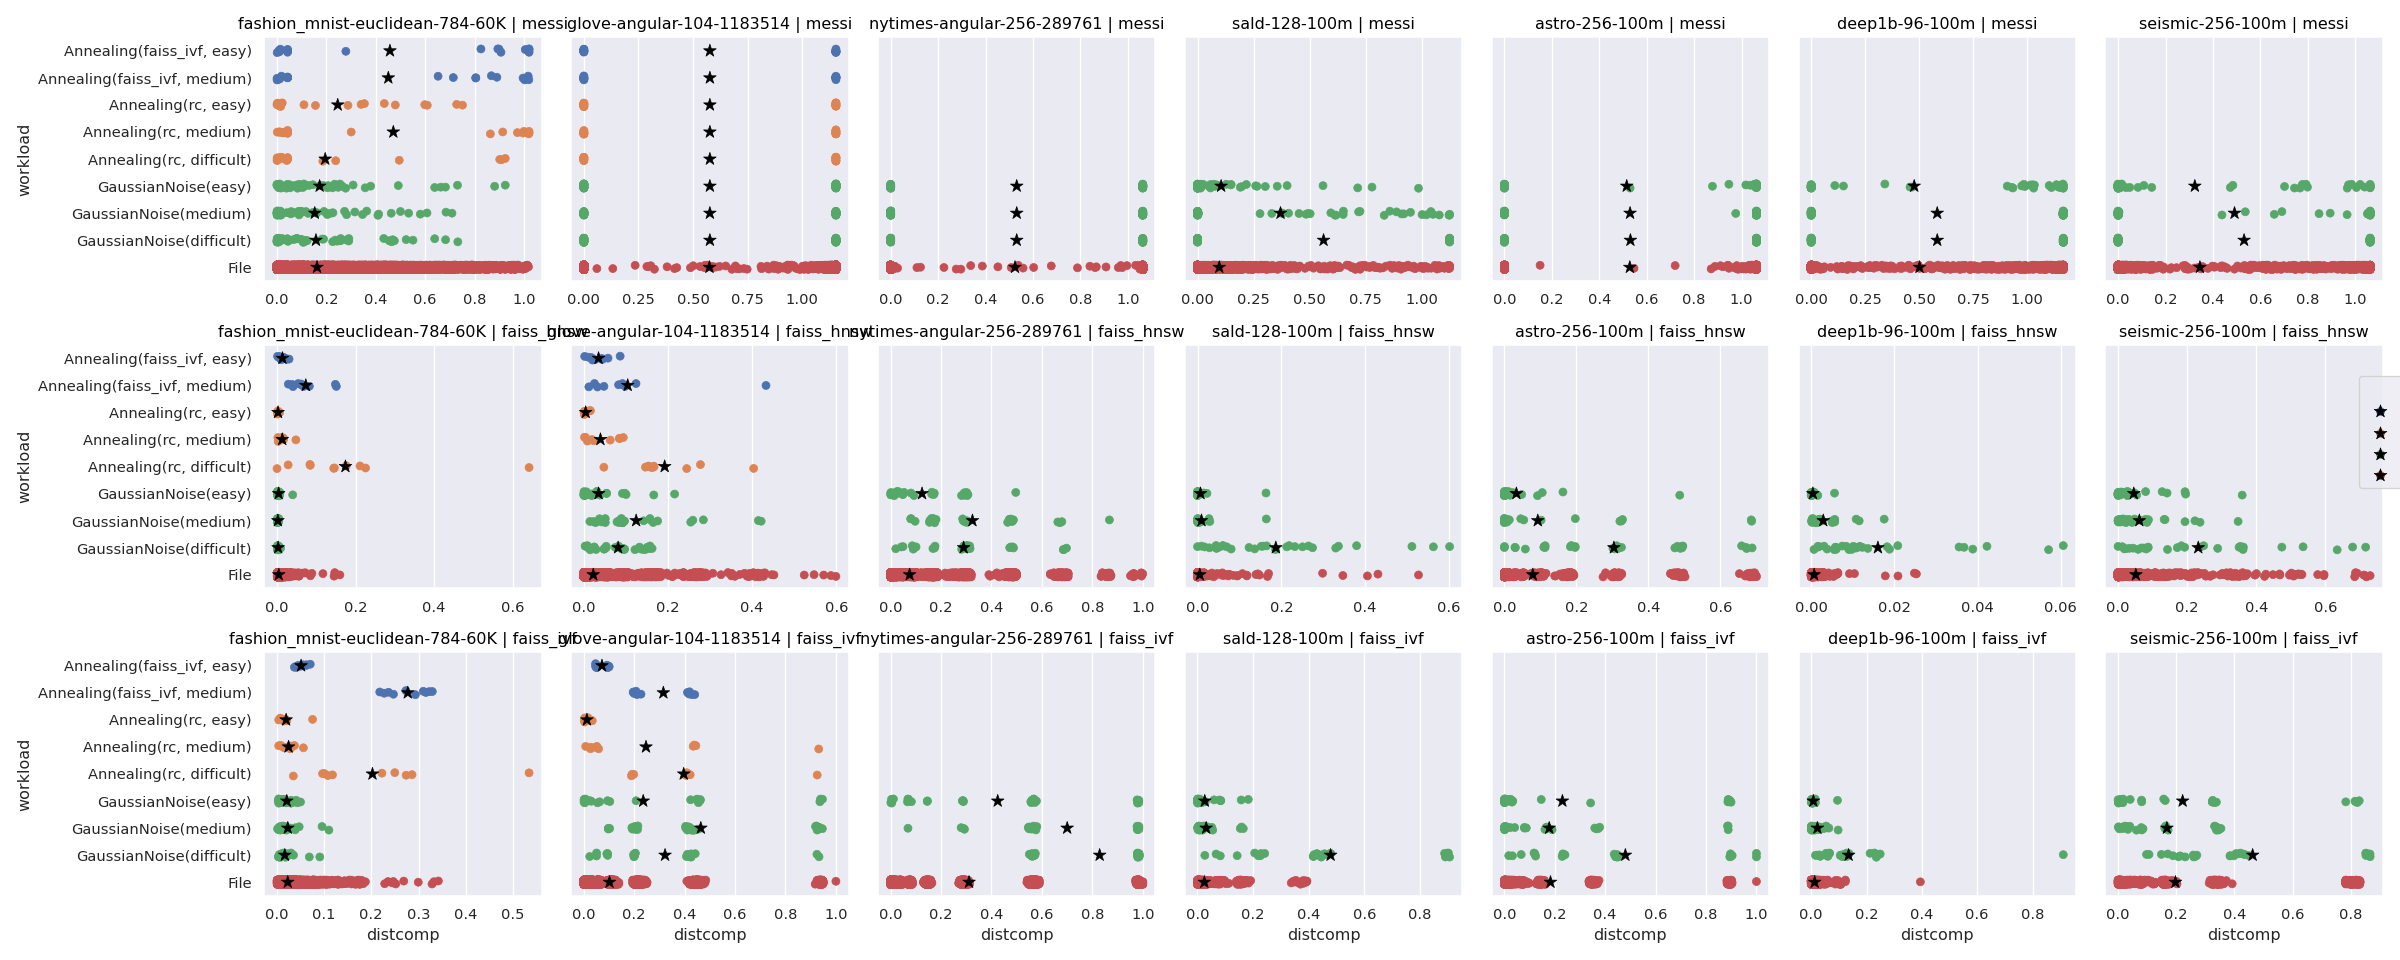 fashion_mnist-euclidean-784-60K | messi
glove-angular-104-1183514 | messi
nytimes-angular-256-289761 | messi
sald-128-100m | messi
astro-256-100m | messi
deep1b-96-100m | messi
seismic-256-100m | messi
workload
Annealing(faiss_ivf, easy)
Annealing(faiss_ivf, medium)
Annealing(rc, easy)
Annealing(rc, medium)
Annealing(rc, difficult)
GaussianNoise(easy)
GaussianNoise(medium)
GaussianNoise(difficult)
File
0.0 0.2 0.4 0.6 0.8 1.0
0.00 0.25 0.50 0.75 1.00
0.0 0.2 0.4 0.6 0.8 1.0
0.00 0.25 0.50 0.75 1.00
0.0 0.2 0.4 0.6 0.8 1.0
0.00 0.25 0.50 0.75 1.00
0.0 0.2 0.4 0.6 0.8 1.0
fashion_mnist-euclidean-784-60K | faiss_hnsw
glove-angular-104-1183514 | faiss_hnsw
nytimes-angular-256-289761 | faiss_hnsw
sald-128-100m | faiss_hnsw
astro-256-100m | faiss_hnsw
deep1b-96-100m | faiss_hnsw
seismic-256-100m | faiss_hnsw
workload
Annealing(faiss_ivf, easy)
Annealing(faiss_ivf, medium)
Annealing(rc, easy)
Annealing(rc, medium)
Annealing(rc, difficult)
GaussianNoise(easy)
GaussianNoise(medium)
GaussianNoise(difficult)
File
0.0 0.2 0.4 0.6
0.0 0.2 0.4 0.6
0.0 0.2 0.4 0.6 0.8 1.0
0.0 0.2 0.4 0.6
0.0 0.2 0.4 0.6
0.00 0.02 0.04 0.06
0.0 0.2 0.4 0.6
fashion_mnist-euclidean-784-60K | faiss_ivf
glove-angular-104-1183514 | faiss_ivf
nytimes-angular-256-289761 | faiss_ivf
sald-128-100m | faiss_ivf
astro-256-100m | faiss_ivf
deep1b-96-100m | faiss_ivf
seismic-256-100m | faiss_ivf
workload
Annealing(faiss_ivf, easy)
Annealing(faiss_ivf, medium)
Annealing(rc, easy)
Annealing(rc, medium)
Annealing(rc, difficult)
GaussianNoise(easy)
GaussianNoise(medium)
GaussianNoise(difficult)
File
0.0 0.1 0.2 0.3 0.4 0.5
0.0 0.2 0.4 0.6 0.8 1.0
0.0 0.2 0.4 0.6 0.8 1.0
0.0 0.2 0.4 0.6 0.8
0.0 0.2 0.4 0.6 0.8 1.0
0.0 0.2 0.4 0.6 0.8
0.0 0.2 0.4 0.6 0.8
distcomp
distcomp
distcomp
distcomp
distcomp
distcomp
distcomp